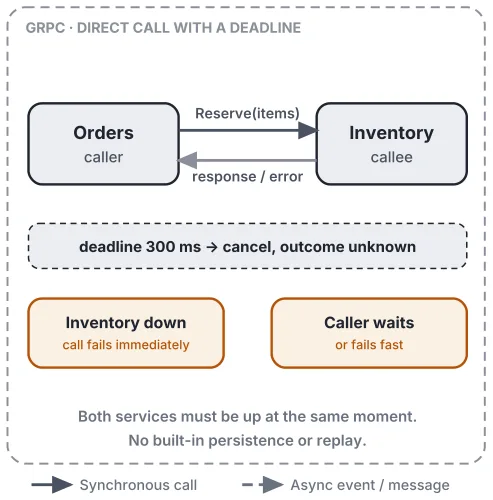 GRPC · DIRECT CALL WITH A DEADLINE
Reserve(items)
Orders
caller
Inventory
callee
response / error
deadline 300 ms → cancel, outcome unknown
Inventory down
call fails immediately
Caller waits
or fails fast
Both services must be up at the same moment.
No built-in persistence or replay.
Synchronous call
Async event / message